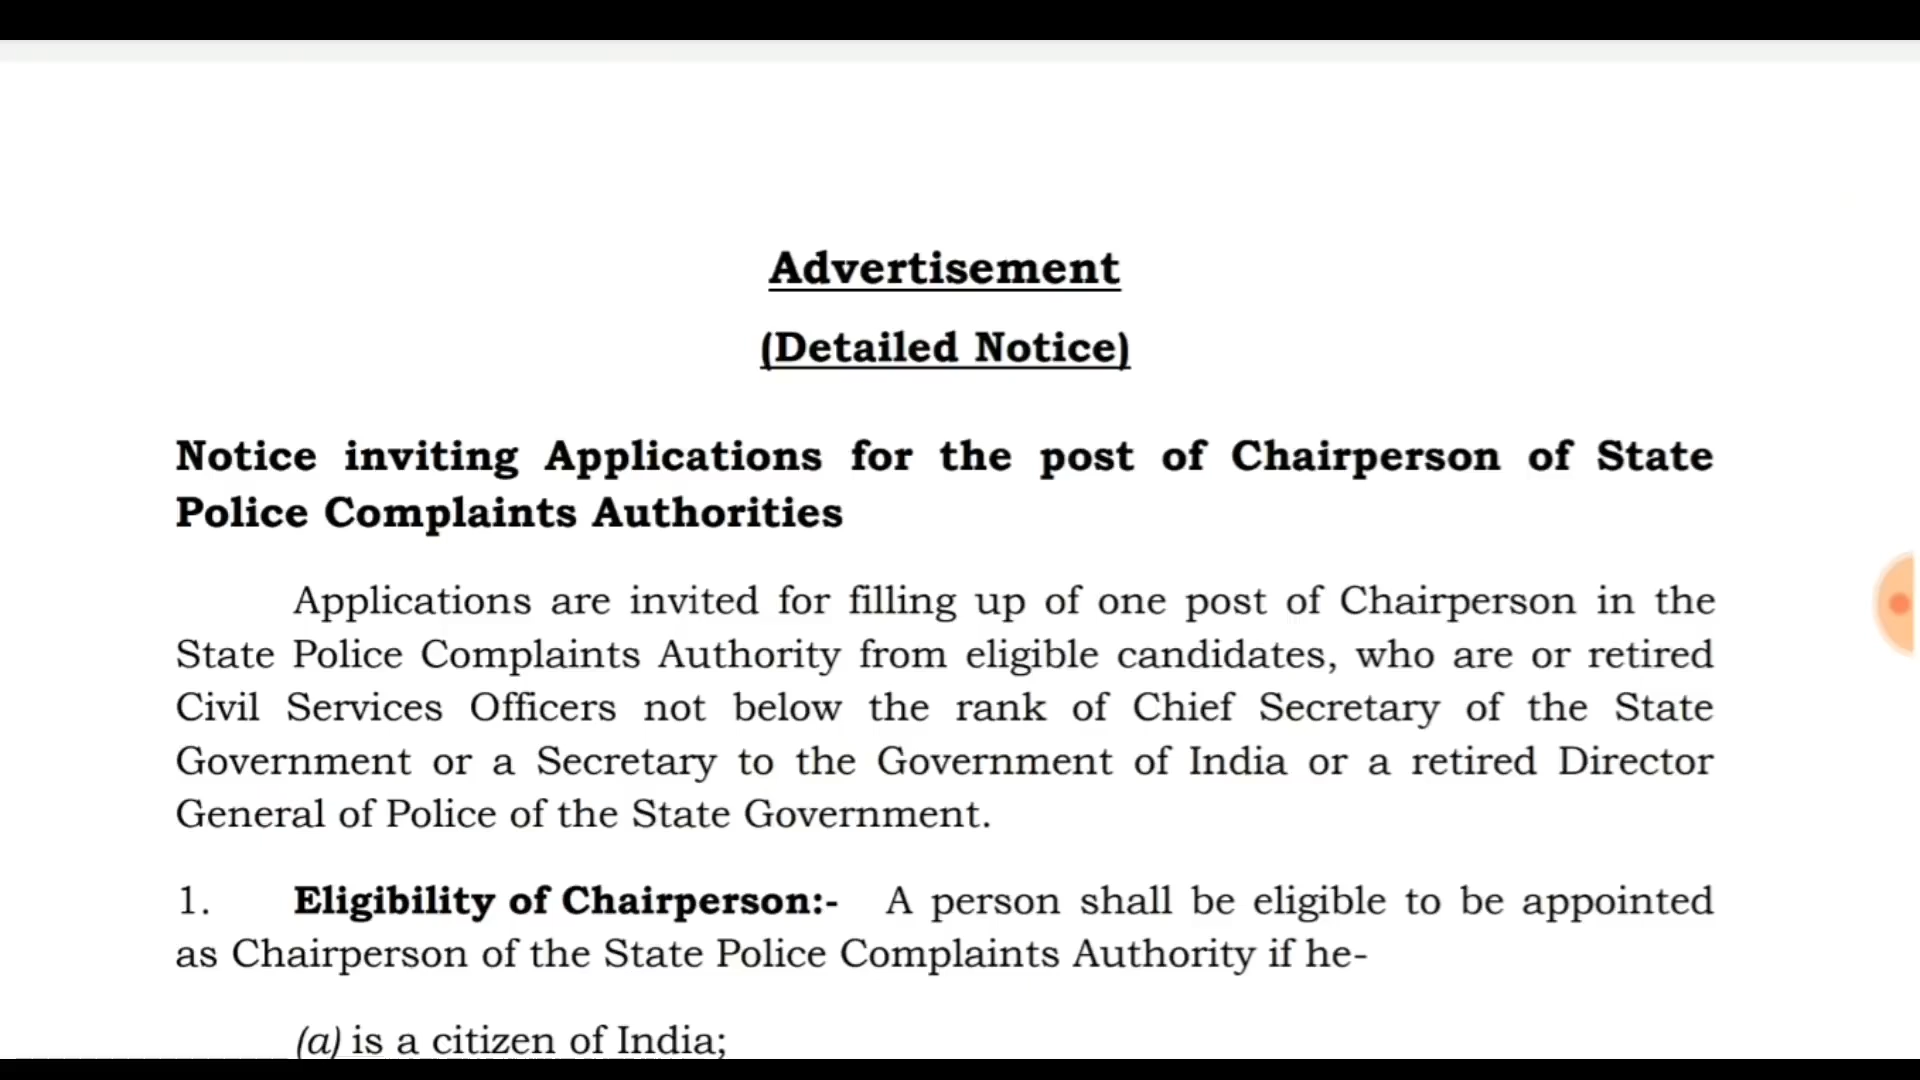 Advertisement
(Detailed Notice)
Notice inviting Applications for the post of Chairperson of State
Police Complaints Authorities
Applications are invited for filling up of one post of Chairperson in the
State Police Complaints Authority from eligible candidates, who are or retired
Civil Services Officers not below the rank of Chief Secretary of the State
Government or a Secretary to the Government of India or a retired Director
General of Police of the State Government.
1. Eligibility of Chairperson:- A person shall be eligible to be appointed
as Chairperson of the State Police Complaints Authority if he-
(a) is a citizen of India;